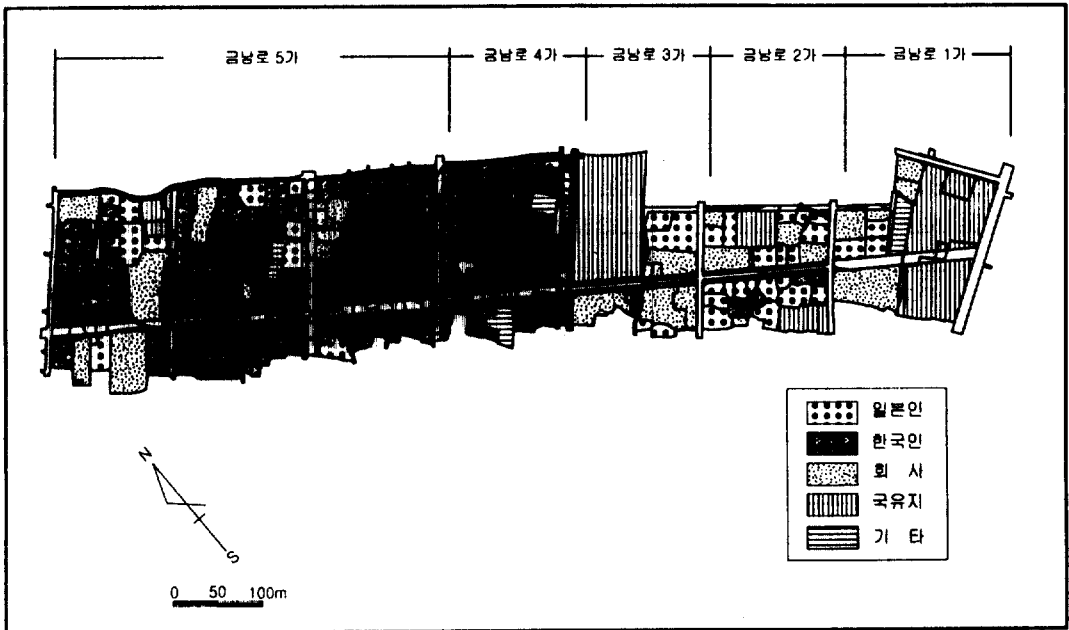 금남로 5가 금남로 4가 금남로 3가 금남로 2가 금남로 1가
일본인
한국인
회 사
국유지
기 타
N
S
0 50 100m